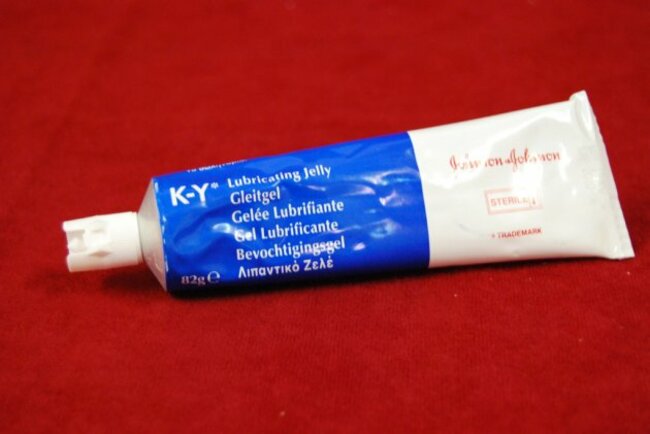 K-Y*
Lubricating Jelly
Gleitgel
Gelée Lubrifiante
Gel Lubrificante
Bevochtigingsgel
Λιπαντικό Ζελέ
82g℮
Johnson & Johnson
STERILE
* TRADEMARK